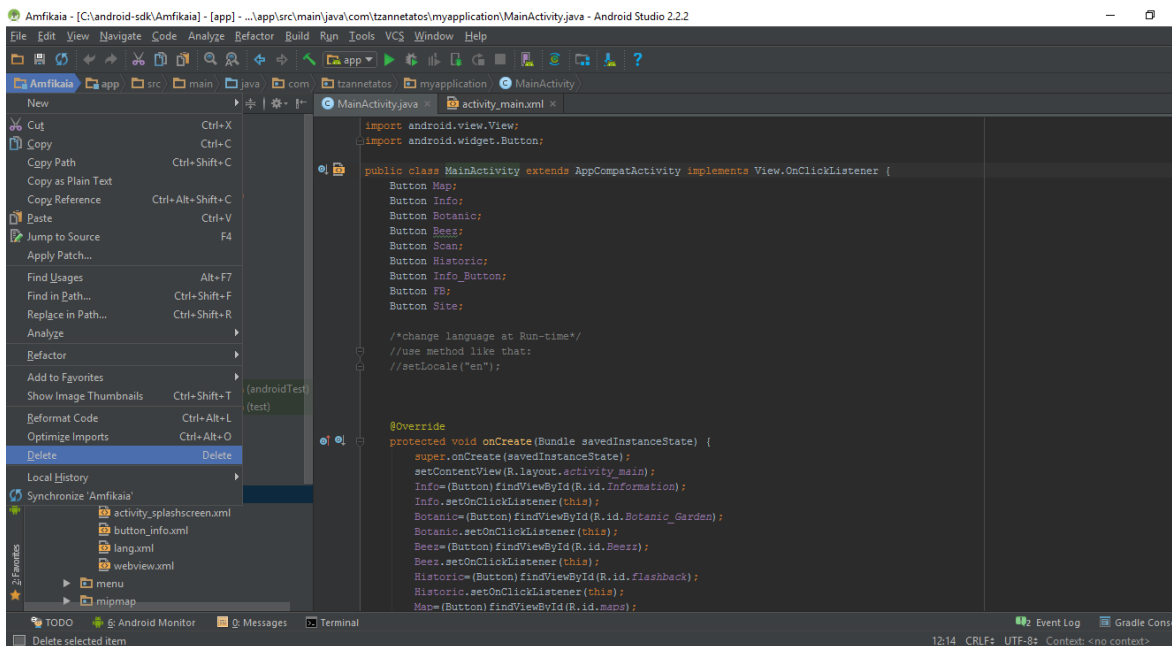 Amfikaia - [C:\android-sdk\Amfikaia] - [app] - ...\app\src\main\java\com\tzannetatos\myapplication\MainActivity.java - Android Studio 2.2.2
File Edit View Navigate Code Analyze Refactor Build Run Tools VCS Window Help
app
Amfikaia app src main java com tzannetatos myapplication MainActivity
New
Cut Ctrl+X
Copy Ctrl+C
Copy Path Ctrl+Shift+C
Copy as Plain Text
Copy Reference Ctrl+Alt+Shift+C
Paste Ctrl+V
Jump to Source F4
Apply Patch...
Find Usages Alt+F7
Find in Path... Ctrl+Shift+F
Replace in Path... Ctrl+Shift+R
Analyze
Refactor
Add to Favorites
Show Image Thumbnails Ctrl+Shift+T
Reformat Code Ctrl+Alt+L
Optimize Imports Ctrl+Alt+O
Delete Delete
Local History
Synchronize 'Amfikaia'
(androidTest)
(test)
activity_splashscreen.xml
button_info.xml
lang.xml
webview.xml
menu
mipmap
2: Favorites
MainActivity.java activity_main.xml
import android.view.View;
import android.widget.Button;
public class MainActivity extends AppCompatActivity implements View.OnClickListener {
Button Map;
Button Info;
Button Botanic;
Button Beez;
Button Scan;
Button Historic;
Button Info_Button;
Button FB;
Button Site;
/*change language at Run-time*/
//use method like that:
//setLocale("en");
@Override
protected void onCreate(Bundle savedInstanceState) {
super.onCreate(savedInstanceState);
setContentView(R.layout.activity_main);
Info=(Button)findViewById(R.id.Information);
Info.setOnClickListener(this);
Botanic=(Button)findViewById(R.id.Botanic_Garden);
Botanic.setOnClickListener(this);
Beez=(Button)findViewById(R.id.Beezz);
Beez.setOnClickListener(this);
Historic=(Button)findViewById(R.id.flashback);
Historic.setOnClickListener(this);
Map=(Button)findViewById(R.id.maps);
TODO 6: Android Monitor 0: Messages Terminal 2 Event Log Gradle Cons
Delete selected item 12:14 CRLF UTF-8 Context: <no context>